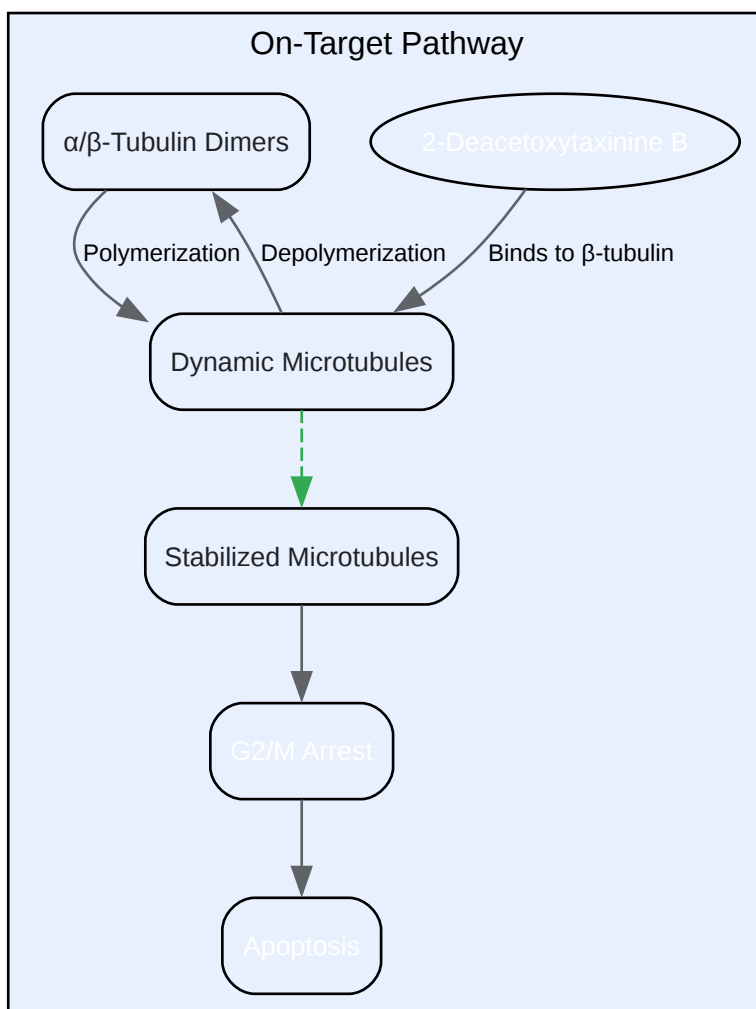 On-Target Pathway
α/β-Tubulin Dimers
2-Deacetoxytaxinine B
Polymerization
Depolymerization
Binds to β-tubulin
Dynamic Microtubules
Stabilized Microtubules
G2/M Arrest
Apoptosis